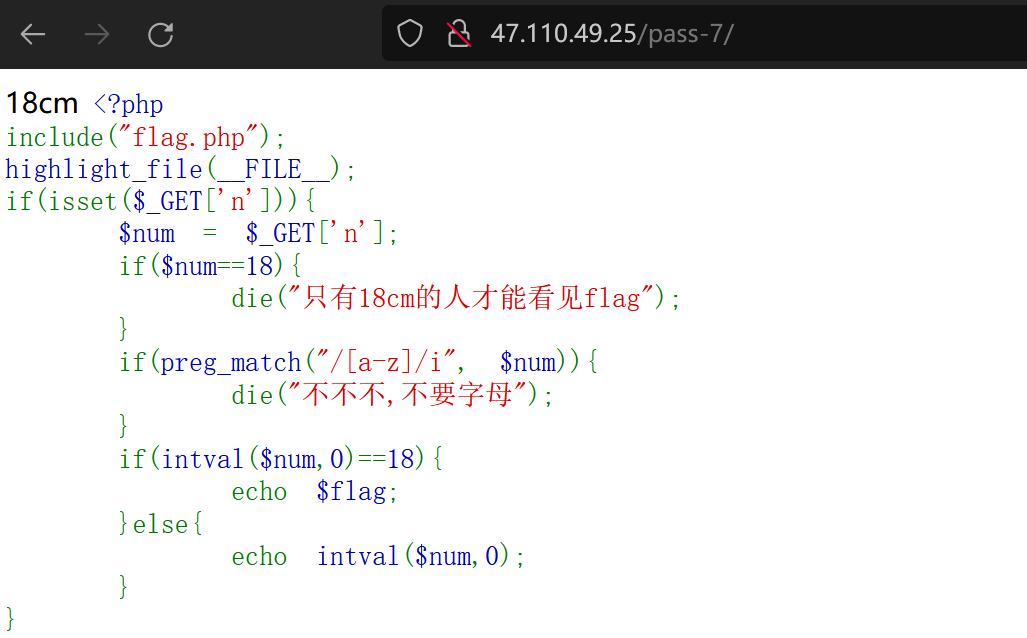 47.110.49.25/pass-7/
18cm <?php
include("flag.php");
highlight_file(__FILE__);
if(isset($_GET['n'])){
        $num  =  $_GET['n'];
        if($num==18){
                die("只有18cm的人才能看见flag");
        }
        if(preg_match("/[a-z]/i",  $num)){
                die("不不不,不要字母");
        }
        if(intval($num,0)==18){
                echo  $flag;
        }else{
                echo  intval($num,0);
        }
}